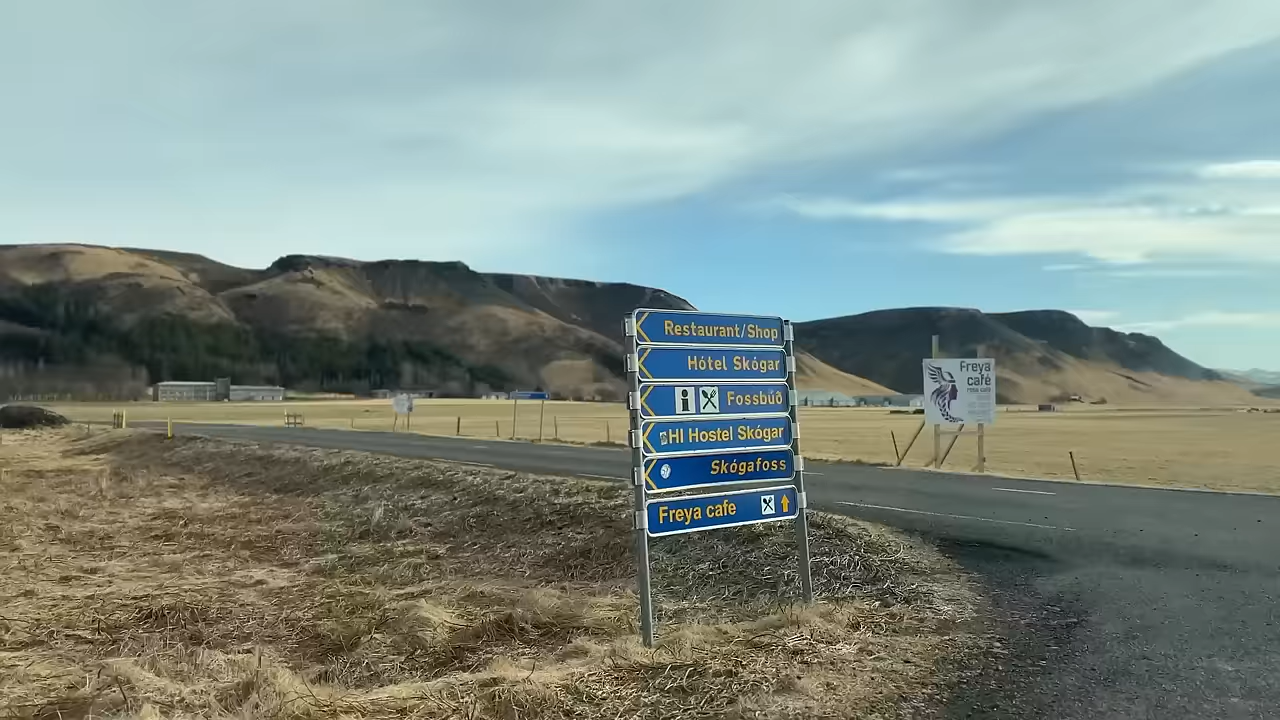 Restaurant/Shop
Hótel Skógar
Fossbúð
HI Hostel Skógar
Skógafoss
Freya cafe
Freya
café